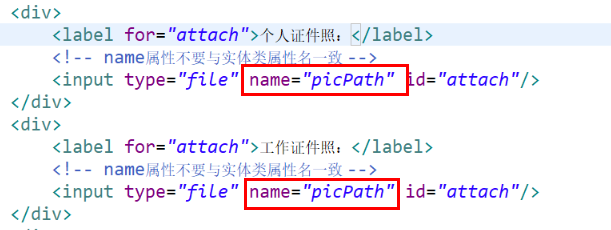 <div>
<label for="attach">个人证件照：</label>
<!-- name属性不要与实体类属性名一致 -->
<input type="file" name="picPath" id="attach"/>
</div>
<div>
<label for="attach">工作证件照：</label>
<!-- name属性不要与实体类属性名一致 -->
<input type="file" name="picPath" id="attach"/>
</div>